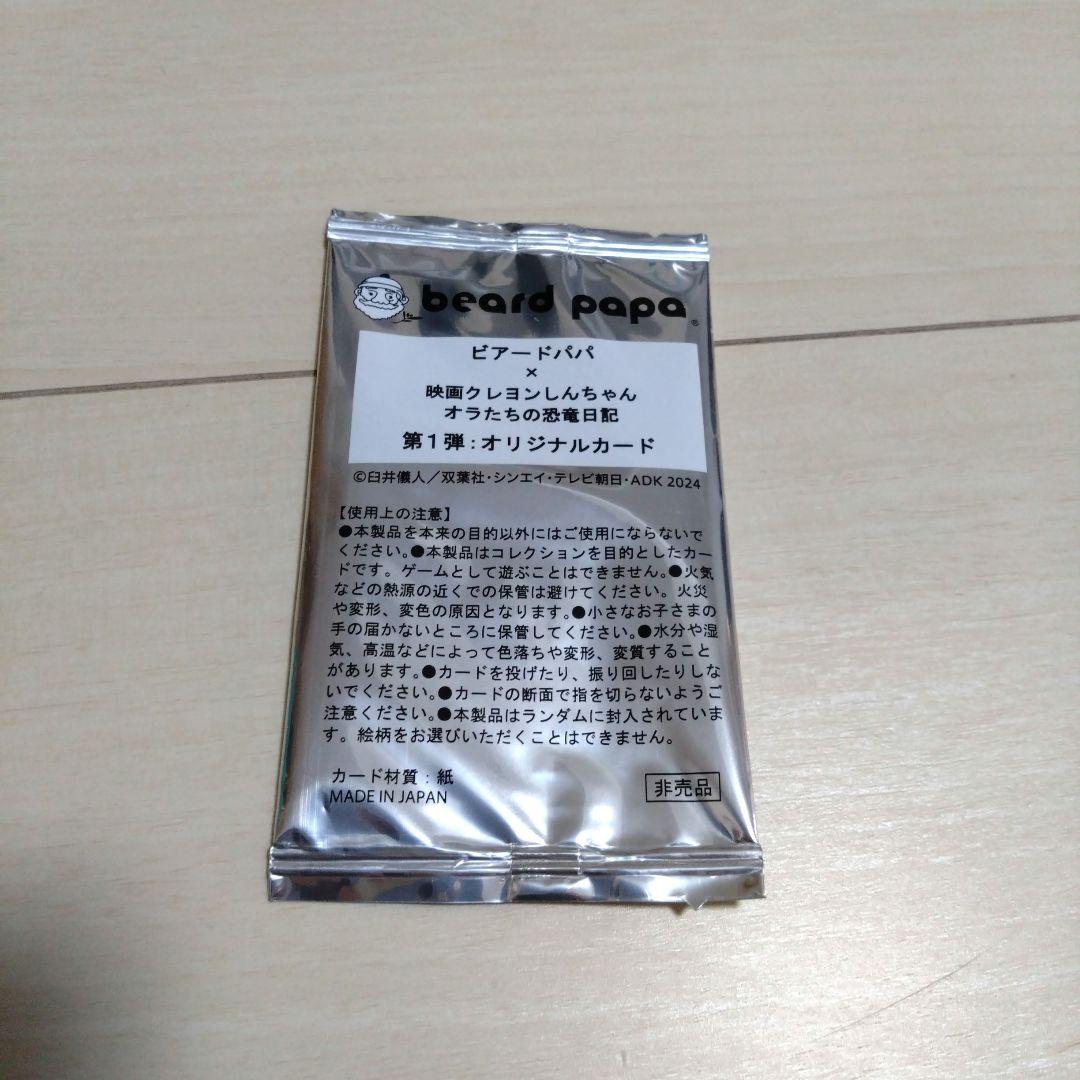 beard papa®
ビアードパパ
×
映画クレヨンしんちゃん
オラたちの恐竜日記
第1弾:オリジナルカード
©臼井儀人/双葉社・シンエイ・テレビ朝日・ADK 2024
【使用上の注意】
●本製品を本来の目的以外にはご使用にならないで
ください。●本製品はコレクションを目的としたカー
ドです。ゲームとして遊ぶことはできません。●火気
などの熱源の近くでの保管は避けてください。火災
や変形、変色の原因となります。●小さなお子さまの
手の届かないところに保管してください。●水分や湿
気、高温などによって色落ちや変形、変質すること
があります。●カードを投げたり、振り回したりしな
いでください。●カードの断面で指を切らないようご
注意ください。●本製品はランダムに封入されていま
す。絵柄をお選びいただくことはできません。
カード材質:紙
MADE IN JAPAN
非売品